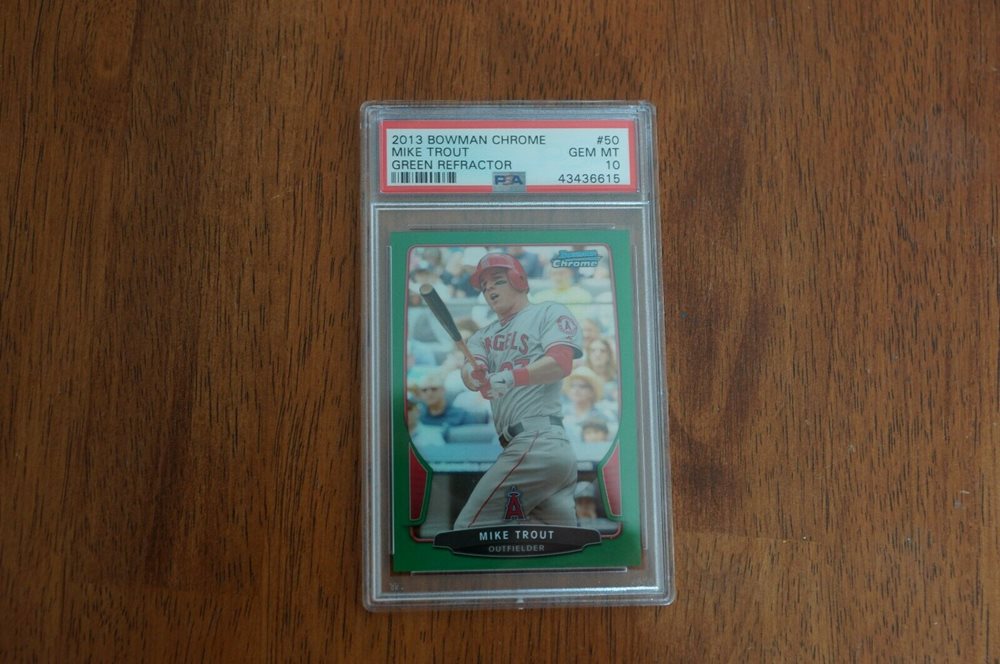 2013 BOWMAN CHROME #50
MIKE TROUT GEM MT
GREEN REFRACTOR 10
PSA 43436615
Bowman
Chrome
ANGELS
27
A
A
MIKE TROUT
OUTFIELDER